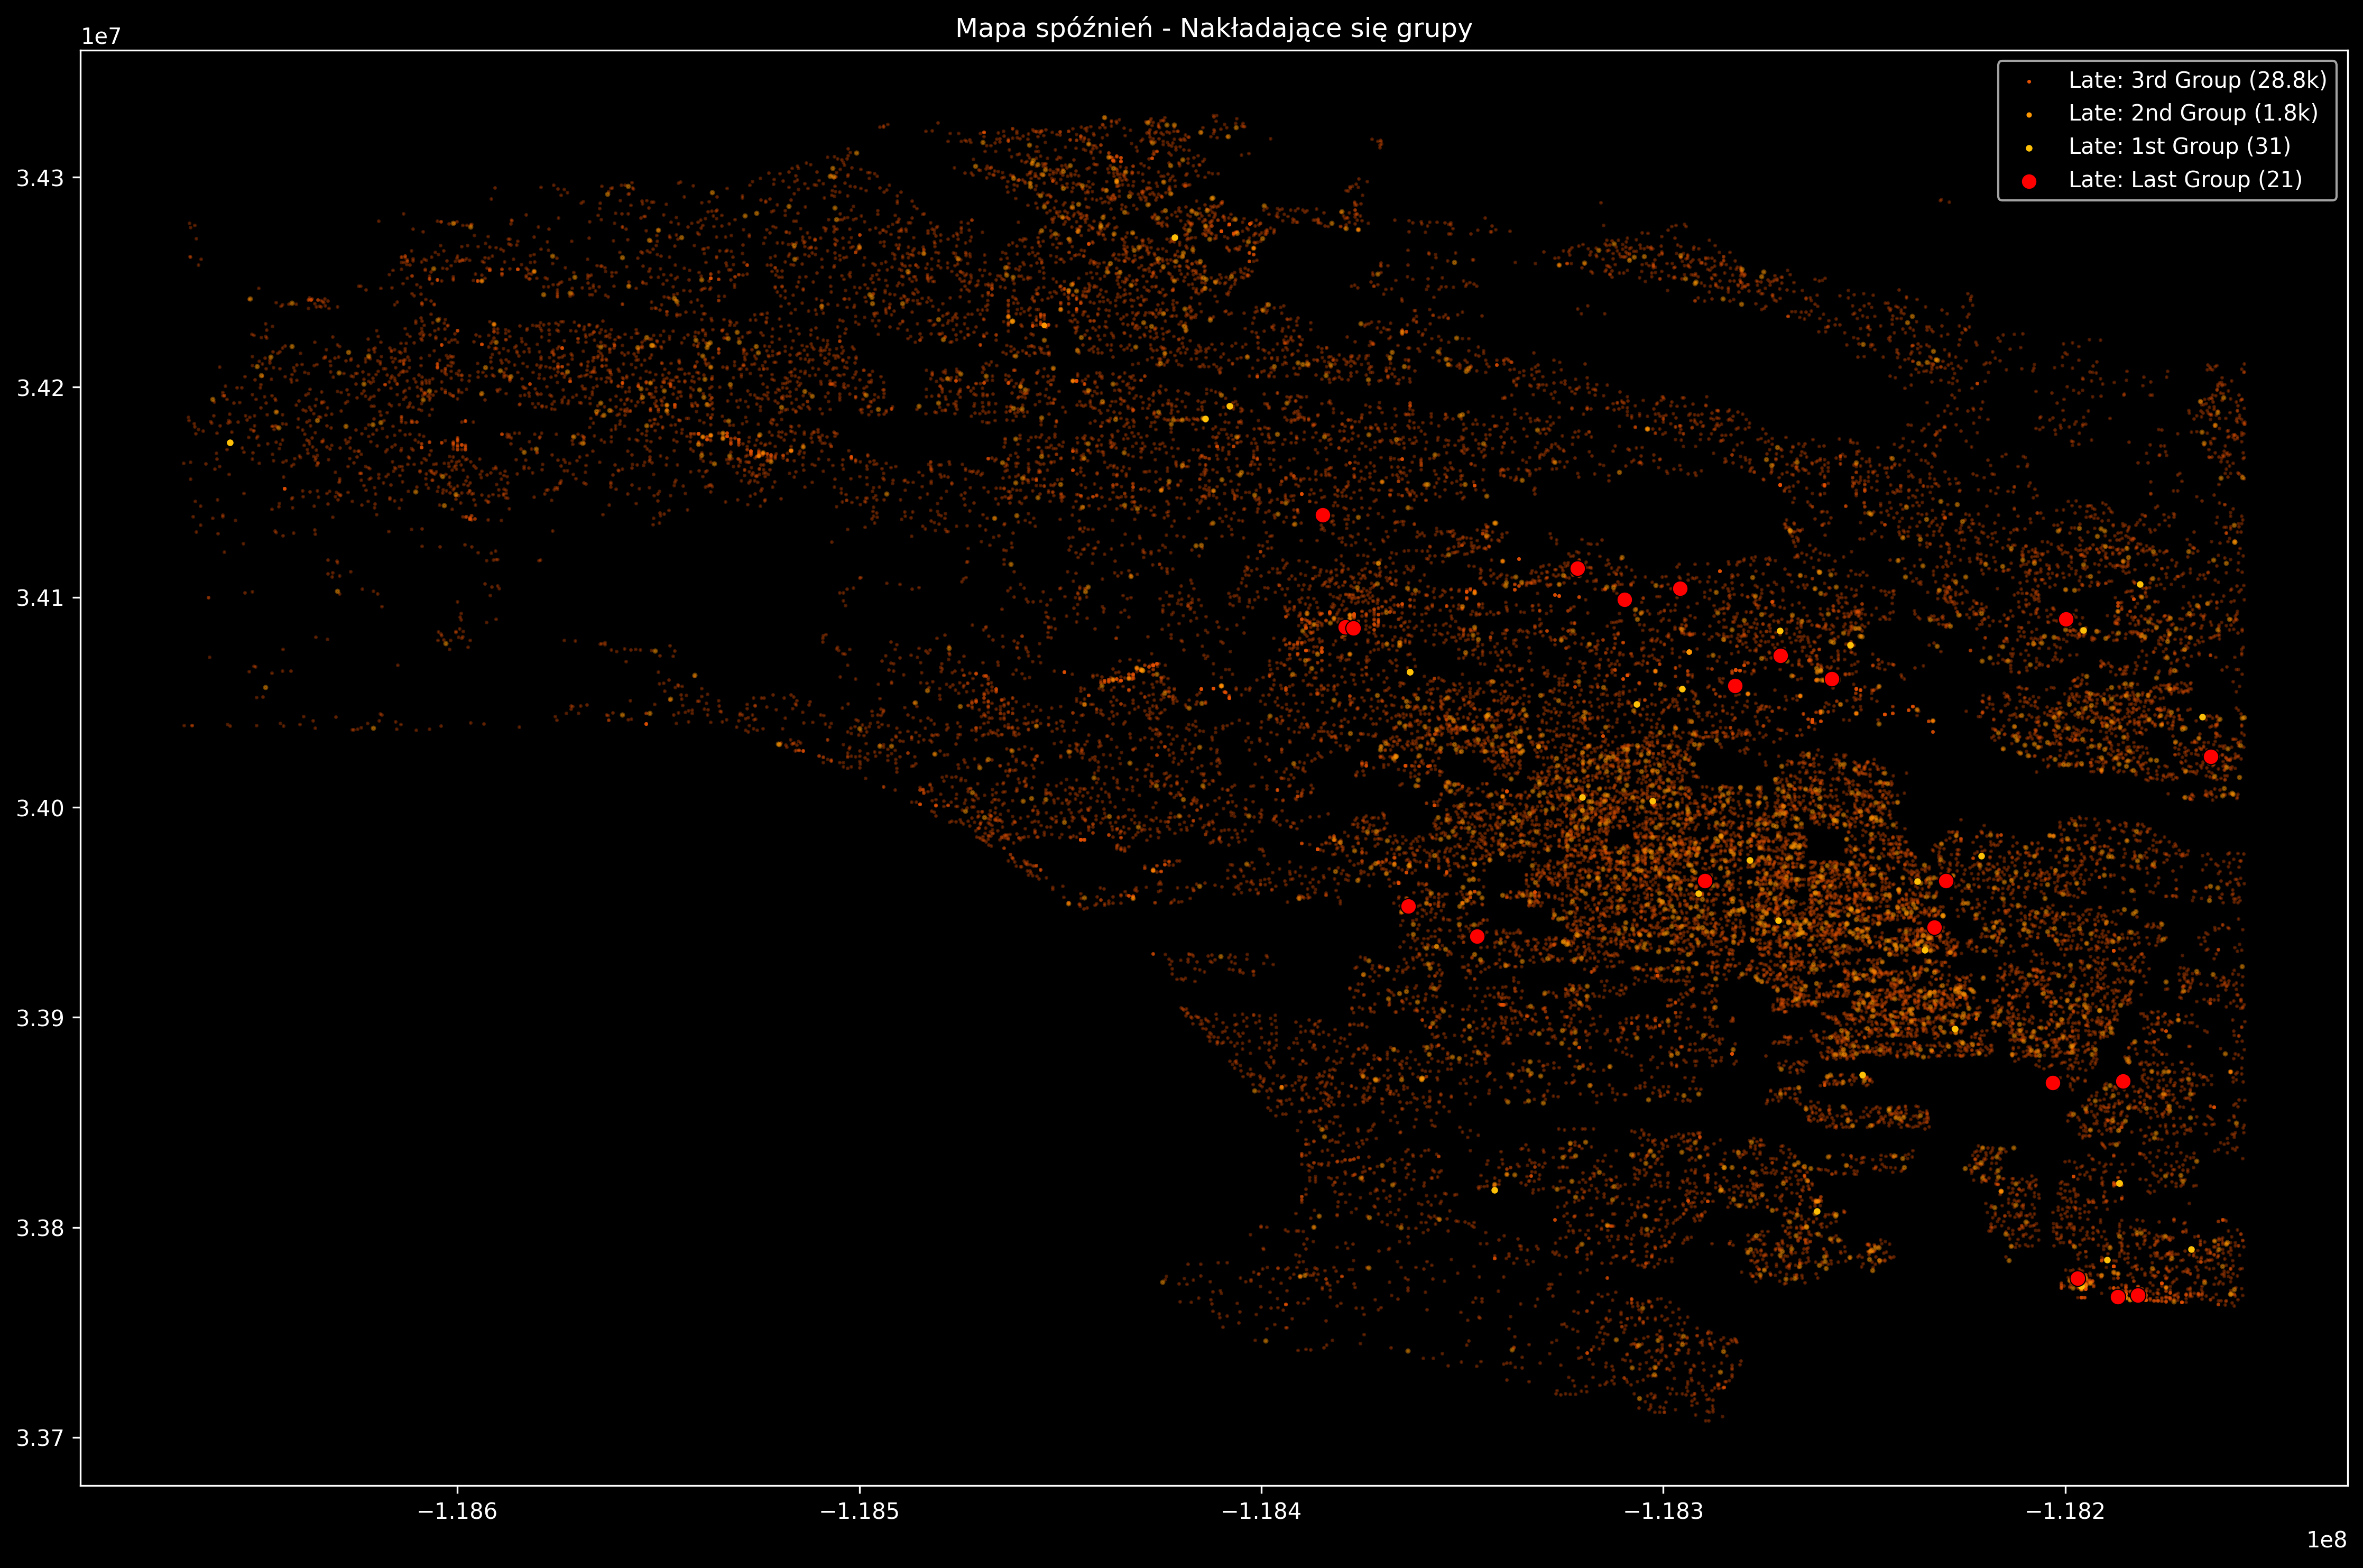 Mapa spóźnień - Nakładające się grupy
1e7
Late: 3rd Group (28.8k)
Late: 2nd Group (1.8k)
Late: 1st Group (31)
Late: Last Group (21)
3.43
3.42
3.41
3.40
3.39
3.38
3.37
−1.186
−1.185
−1.184
−1.183
−1.182
1e8